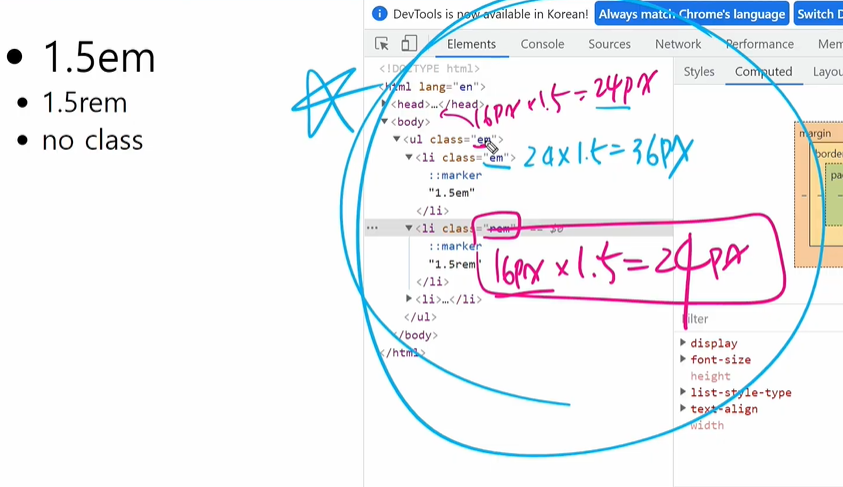 DevTools is now available in Korean!
Always match Chrome's language
Switch D
Elements
Console
Sources
Network
Performance
Mem
• 1.5em
• 1.5rem
• no class
<!DOCTYPE html>
<html lang="en">
<head>…</head>
16px × 1.5 = 24px
<body>
<ul class="em">
<li class="em">
24 × 1.5 = 36px
::marker
"1.5em"
</li>
<li class="rem"> == $0
::marker
"1.5rem"
16px × 1.5 = 24px
</li>
<li>…</li>
</ul>
</body>
</html>
Styles
Computed
Layou
margin
borde
pa
Filter
display
font-size
height
list-style-type
text-align
width